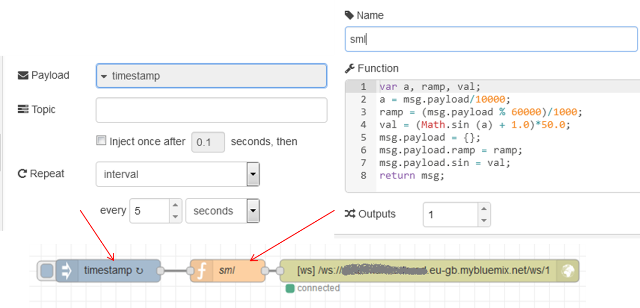 Payload
timestamp
Topic
Inject once after 0.1 seconds, then
Repeat
interval
every 5 seconds
Name
sml
Function
1 var a, ramp, val;
2 a = msg.payload/10000;
3 ramp = (msg.payload % 60000)/1000;
4 val = (Math.sin (a) + 1.0)*50.0;
5 msg.payload = {};
6 msg.payload.ramp = ramp;
7 msg.payload.sin = val;
8 return msg;
Outputs 1
timestamp ↻
f sml
[ws] /ws:// .eu-gb.mybluemix.net/ws/1
connected